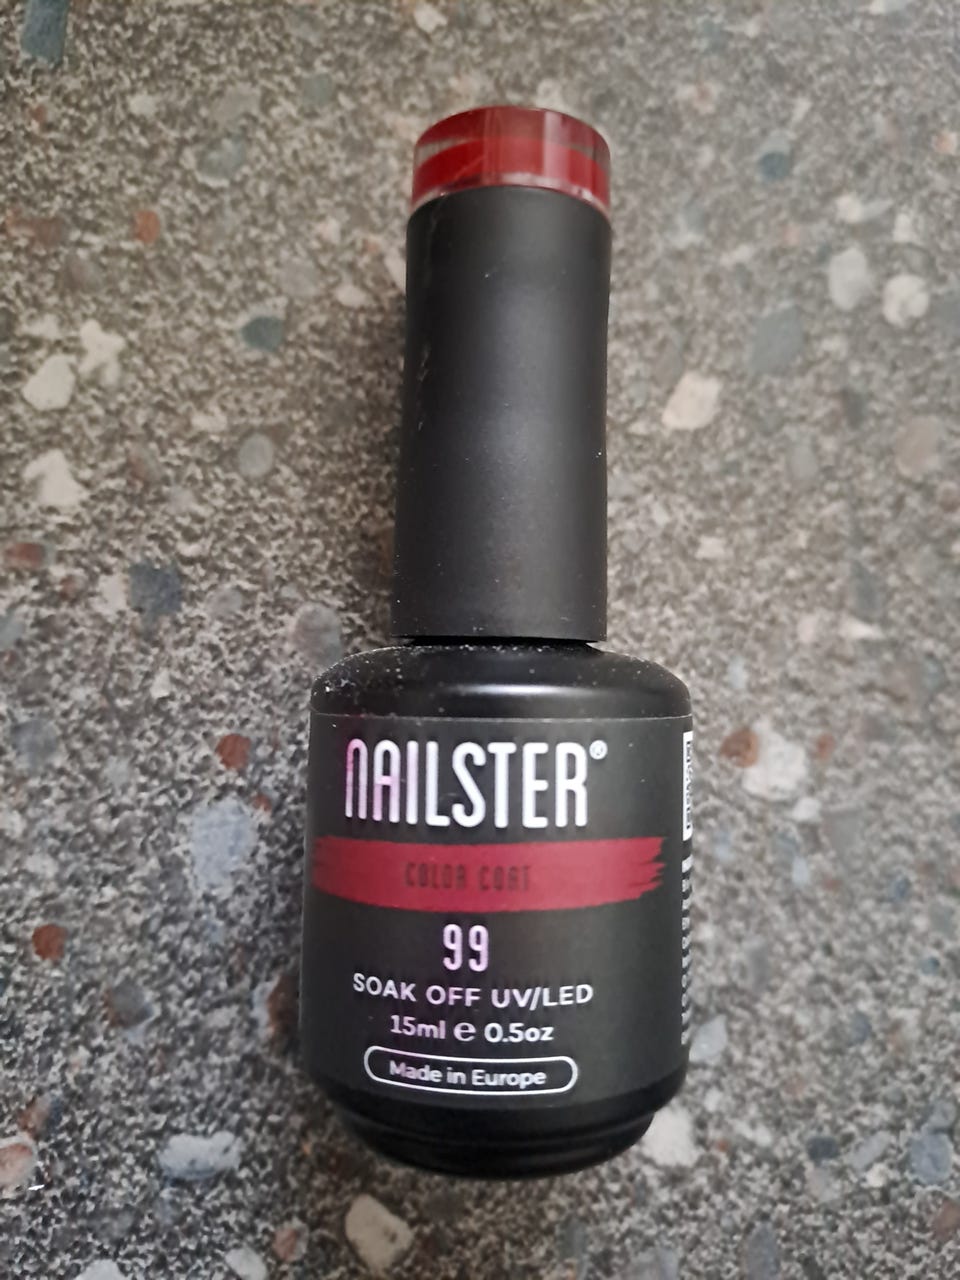 NAILSTER®
COLOR COAT
99
SOAK OFF UV/LED
15ml ℮ 0.5oz
Made in Europe